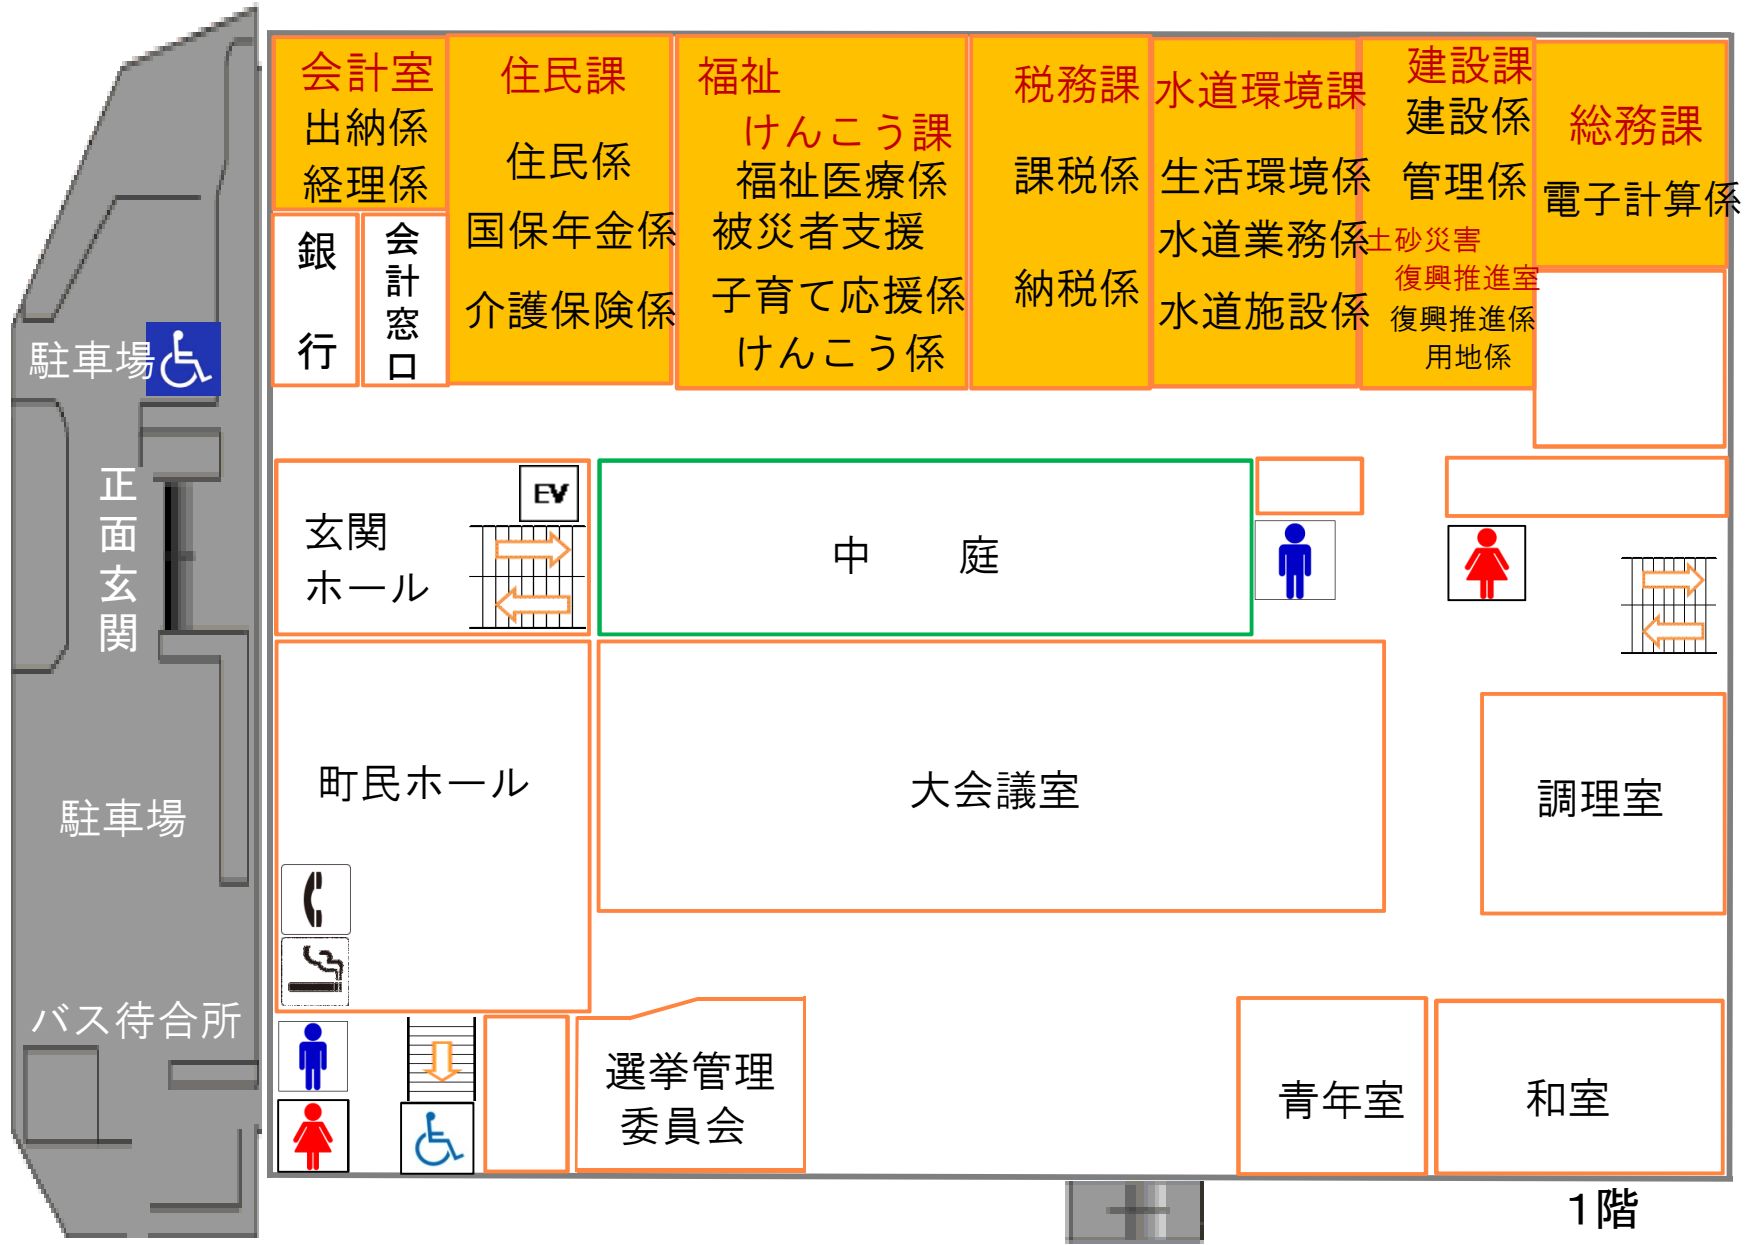 会計室
出納係
経理係
銀行
会計窓口
住民課
住民係
国保年金係
介護保険係
福祉
けんこう課
福祉医療係
被災者支援
子育て応援係
けんこう係
税務課
課税係
納税係
水道環境課
生活環境係
水道業務係
水道施設係
建設課
建設係
管理係
土砂災害
復興推進室
復興推進係
用地係
総務課
電子計算係
駐車場
正面玄関
駐車場
バス待合所
玄関
ホール
EV
中 庭
町民ホール
大会議室
調理室
選挙管理
委員会
青年室
和室
1階